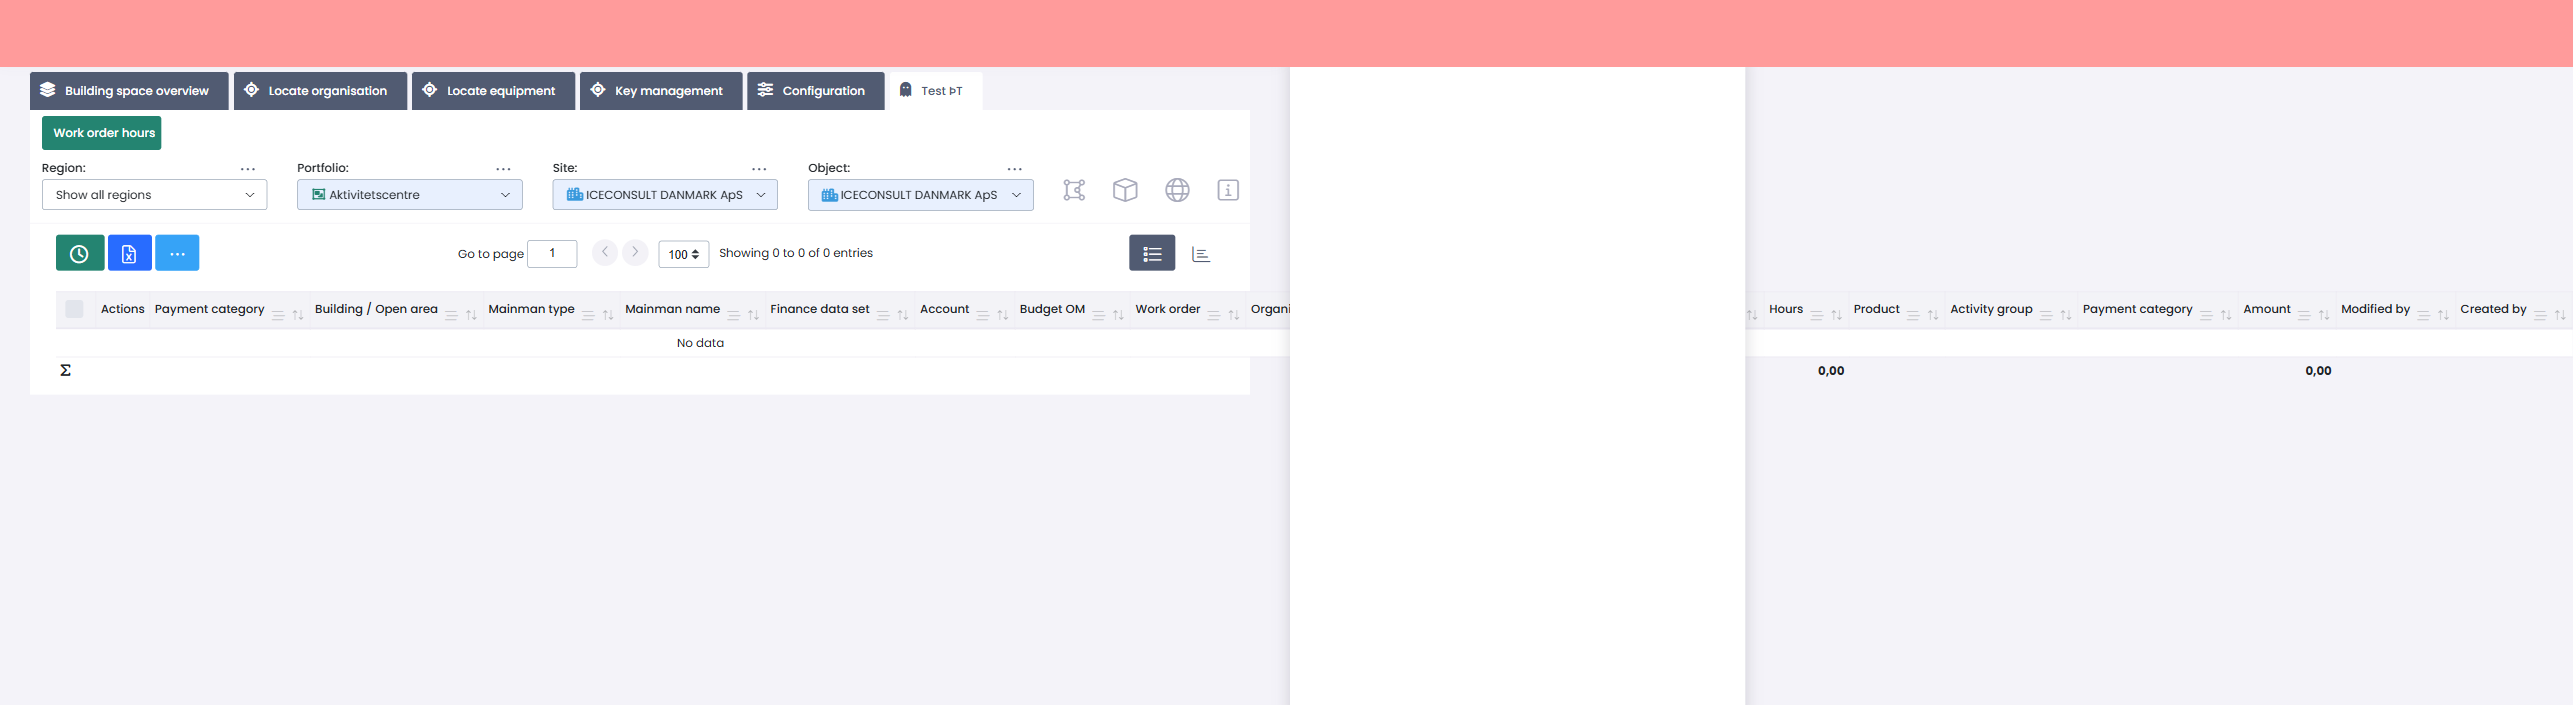 Building space overview Locate organisation Locate equipment Key management Configuration Test ÞT
Work order hours
Region: ... Portfolio: ... Site: ... Object: ...
Show all regions Aktivitetscentre ICECONSULT DANMARK ApS ICECONSULT DANMARK ApS
Go to page 1 100 Showing 0 to 0 of 0 entries
Actions Payment category Building / Open area Mainman type Mainman name Finance data set Account Budget OM Work order Organi Hours Product Activity group Payment category Amount Modified by Created by
No data
Σ 0,00 0,00